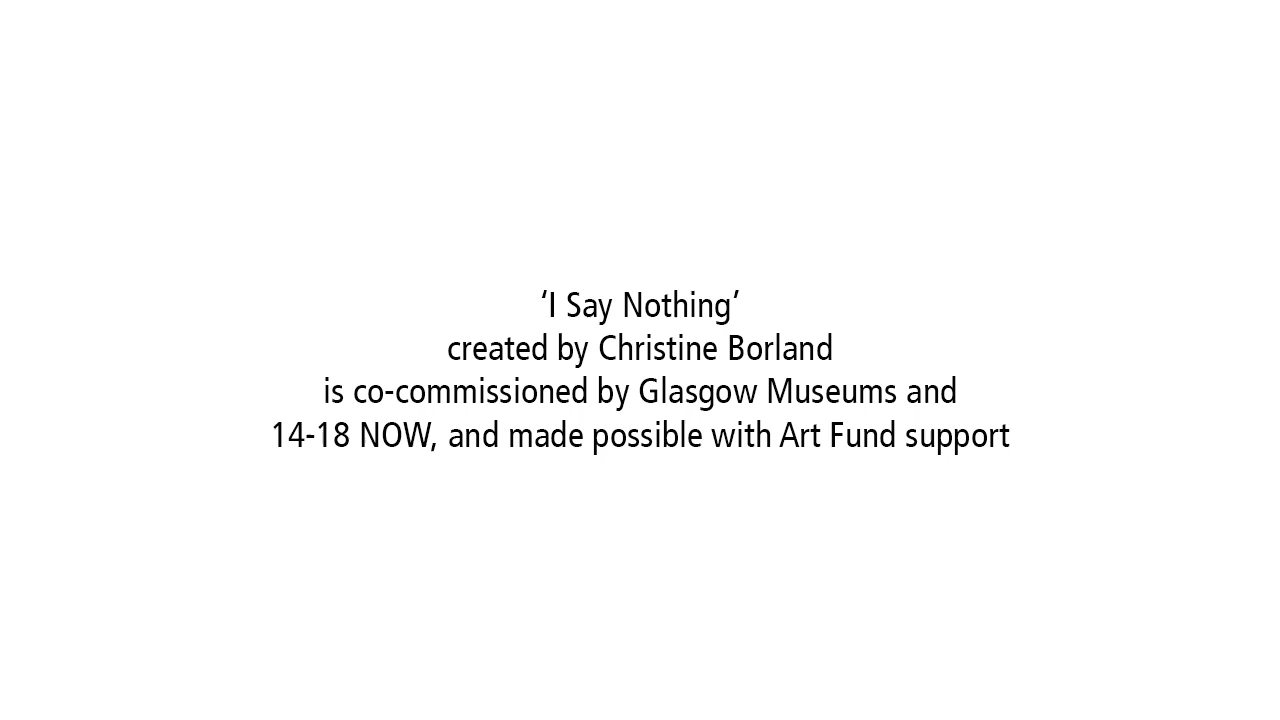 ‘I Say Nothing’
created by Christine Borland
is co-commissioned by Glasgow Museums and
14-18 NOW, and made possible with Art Fund support